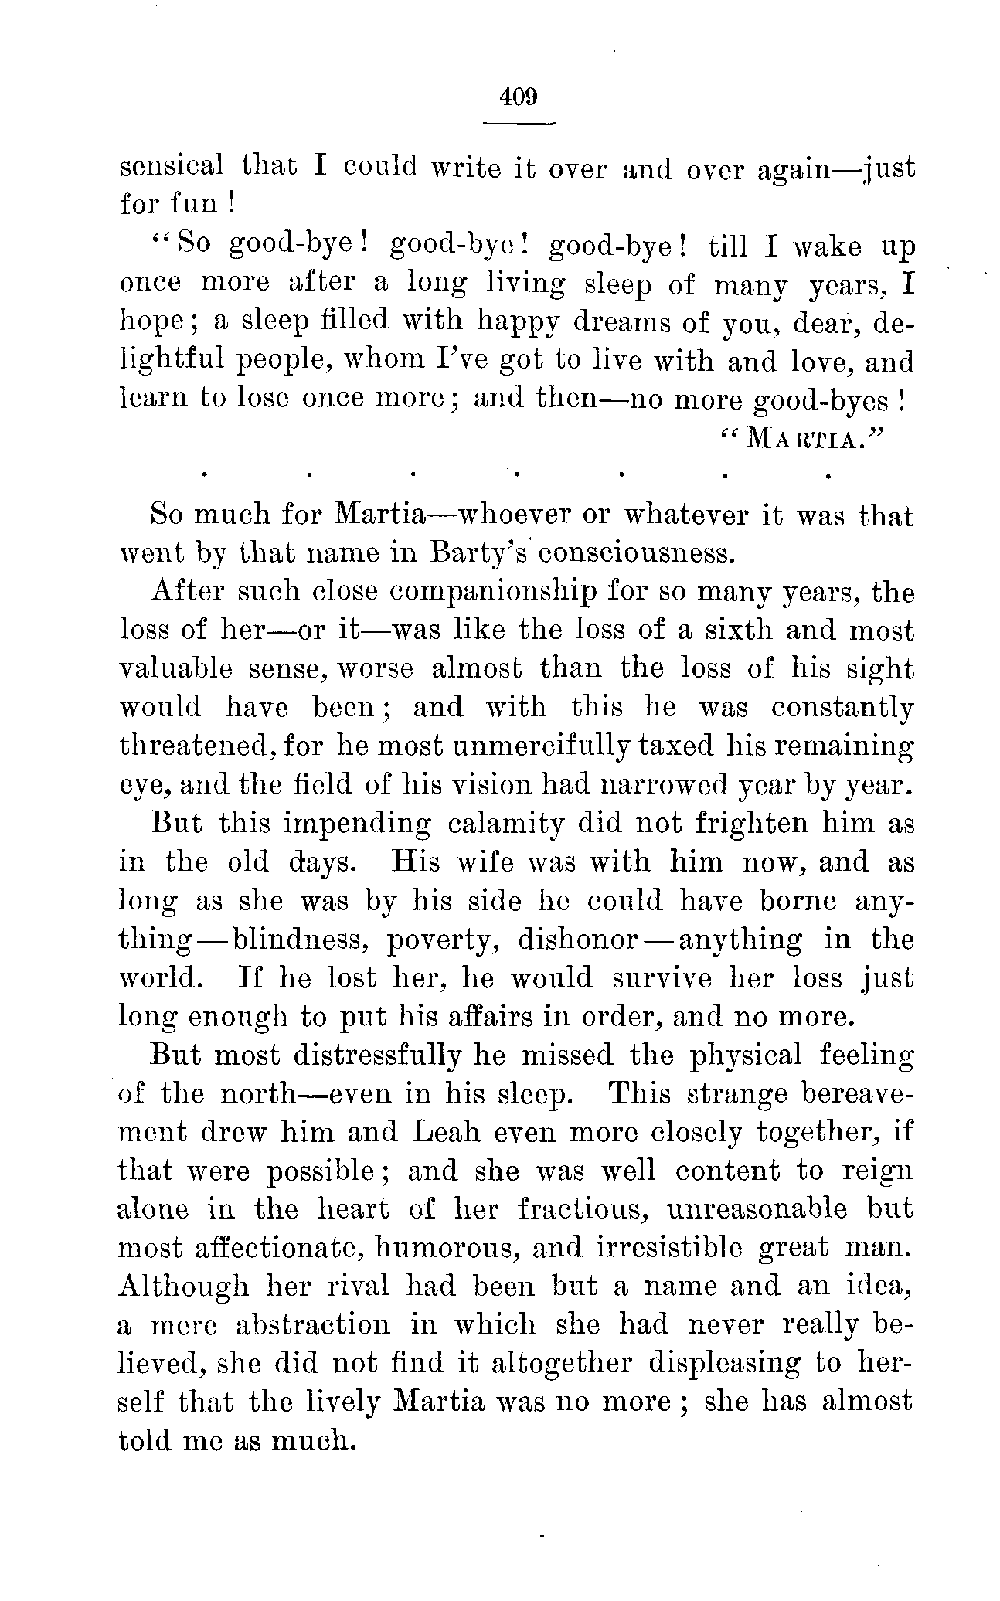 409
sensical that I could write it over and over again—just
for fun !
“So good-bye! good-bye! good-bye! till I wake up
once more after a long living sleep of many years, I
hope; a sleep filled with happy dreams of you, dear, de-
lightful people, whom I’ve got to live with and love, and
learn to lose once more; and then—no more good-byes !
“MARTIA.”
. . . . . . .
So much for Martia—whoever or whatever it was that
went by that name in Barty’s consciousness.
After such close companionship for so many years, the
loss of her—or it—was like the loss of a sixth and most
valuable sense, worse almost than the loss of his sight
would have been; and with this he was constantly
threatened, for he most unmercifully taxed his remaining
eye, and the field of his vision had narrowed year by year.
But this impending calamity did not frighten him as
in the old days. His wife was with him now, and as
long as she was by his side he could have borne any-
thing—blindness, poverty, dishonor—anything in the
world. If he lost her, he would survive her loss just
long enough to put his affairs in order, and no more.
But most distressfully he missed the physical feeling
of the north—even in his sleep. This strange bereave-
ment drew him and Leah even more closely together, if
that were possible; and she was well content to reign
alone in the heart of her fractious, unreasonable but
most affectionate, humorous, and irresistible great man.
Although her rival had been but a name and an idea,
a mere abstraction in which she had never really be-
lieved, she did not find it altogether displeasing to her-
self that the lively Martia was no more; she has almost
told me as much.